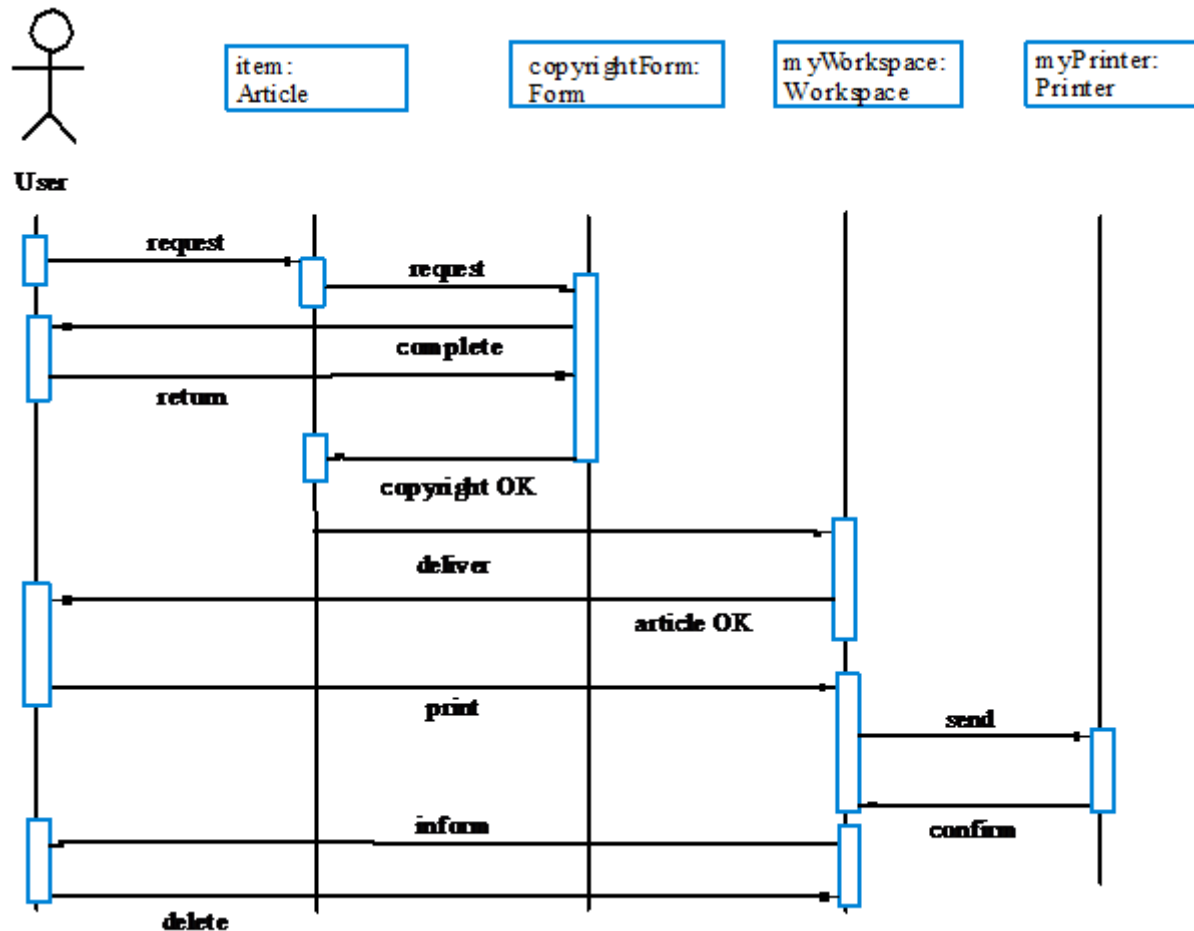 item:
Article
copyrightForm:
Form
myWorkspace:
Workspace
myPrinter:
Printer
User
request
request
complete
return
copyright OK
deliver
article OK
print
send
inform
confirm
delete